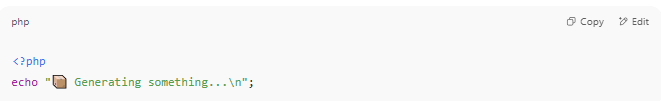 php
Copy
Edit
<?php
echo "📦 Generating something...\n";